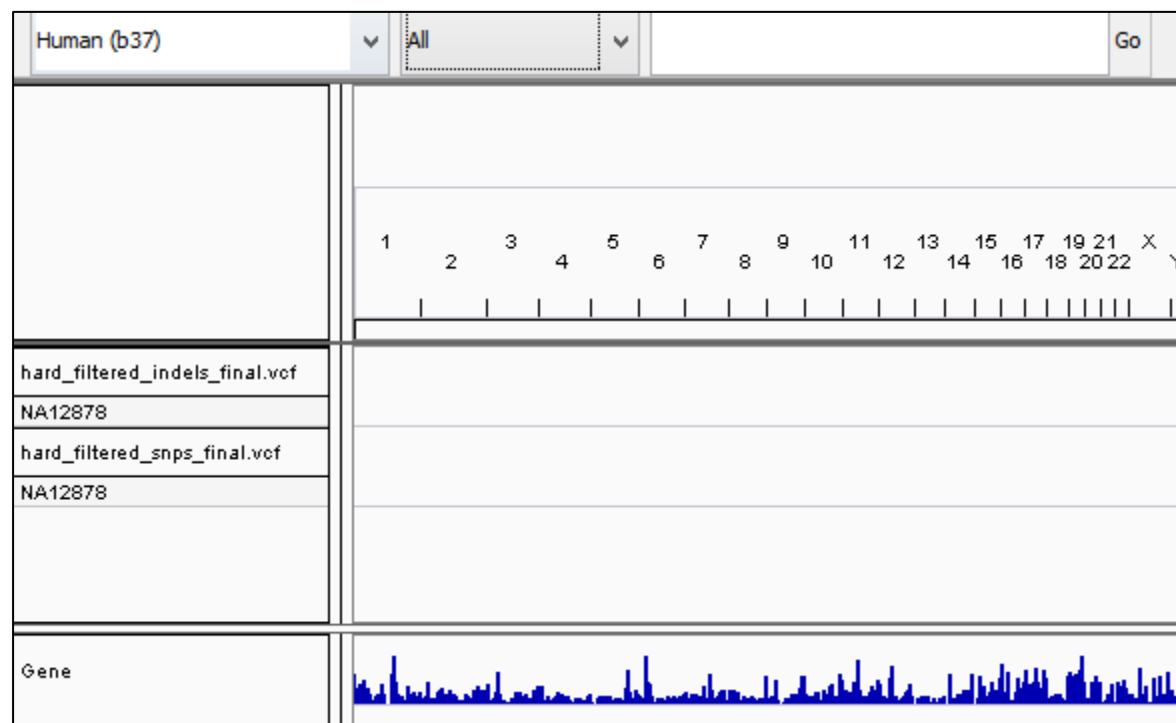 Human (b37) All Go
1 3 5 7 9 11 13 15 17 19 21 X
2 4 6 8 10 12 14 16 18 20 22 Y
hard_filtered_indels_final.vcf
NA12878
hard_filtered_snps_final.vcf
NA12878
Gene